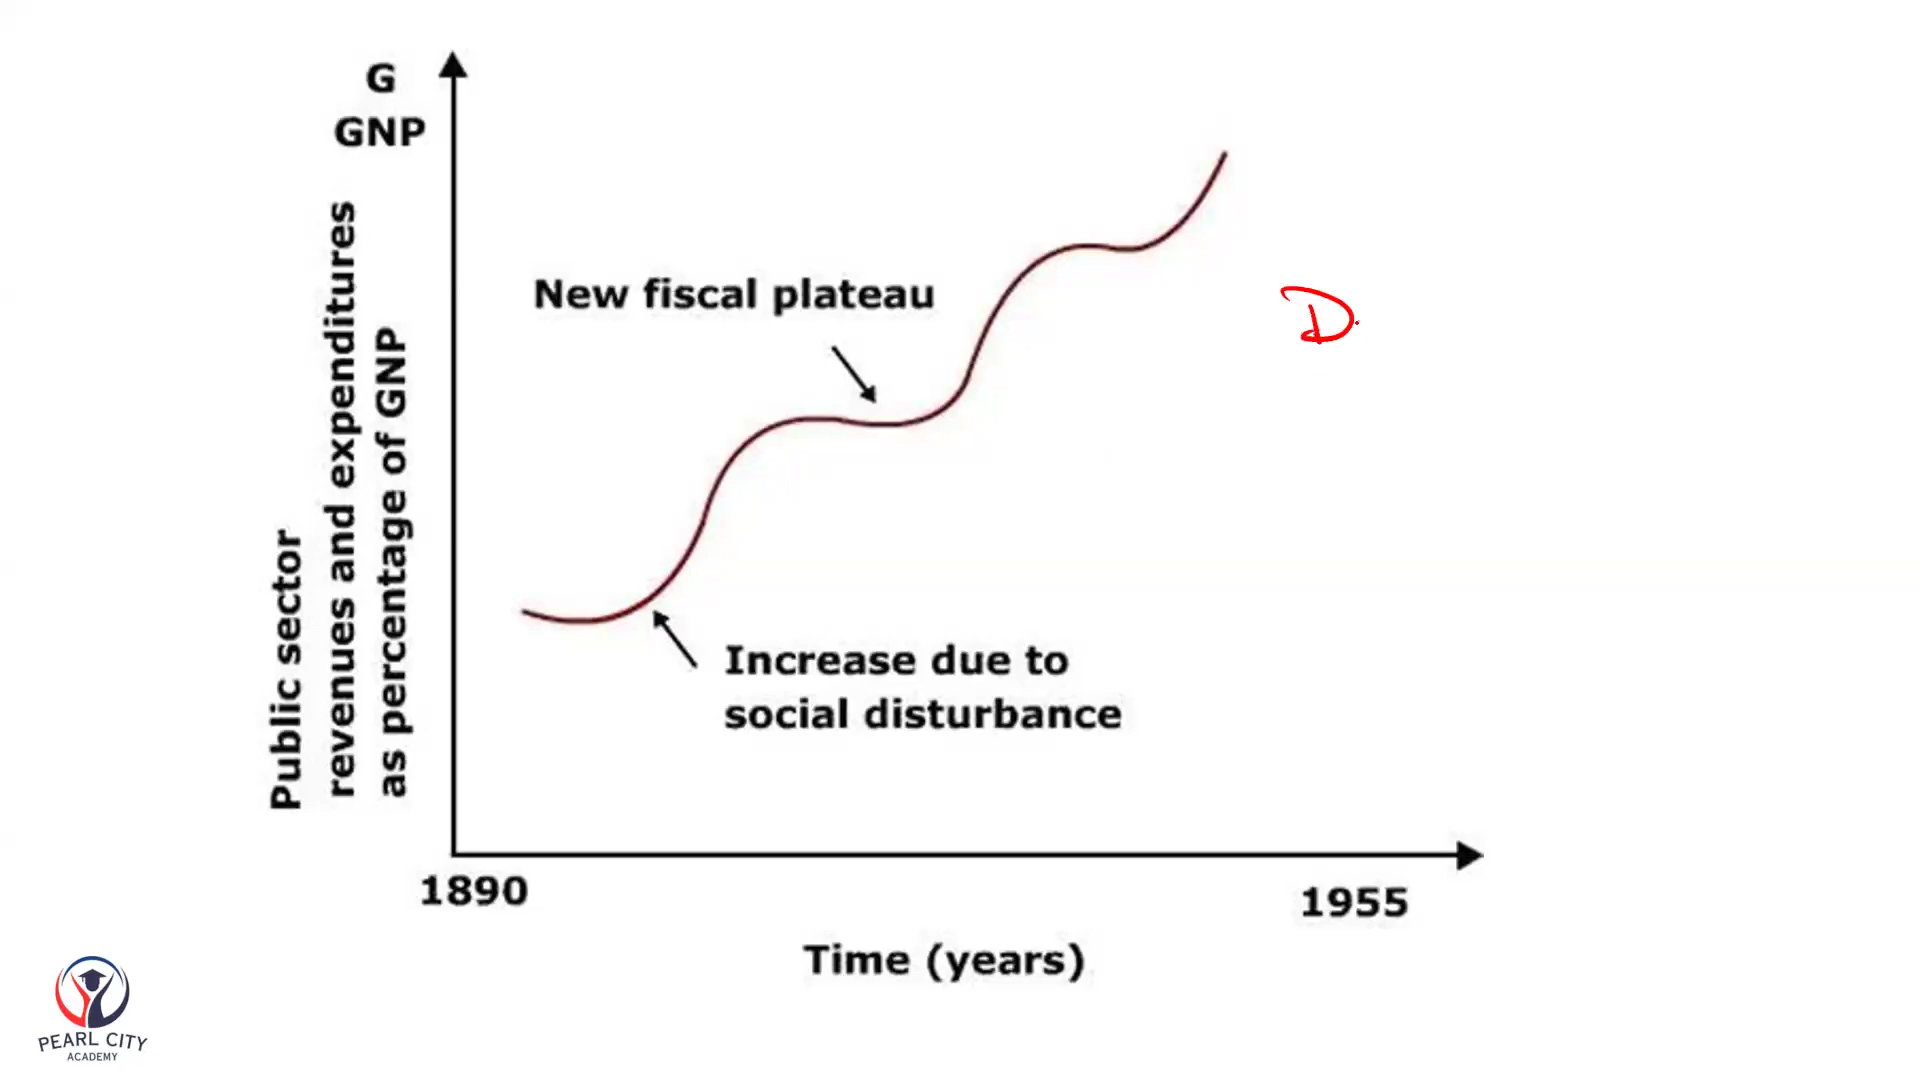 G
GNP
Public sector
revenues and expenditures
as percentage of GNP
New fiscal plateau
D.
Increase due to
social disturbance
1890
1955
Time (years)
PEARL CITY
ACADEMY